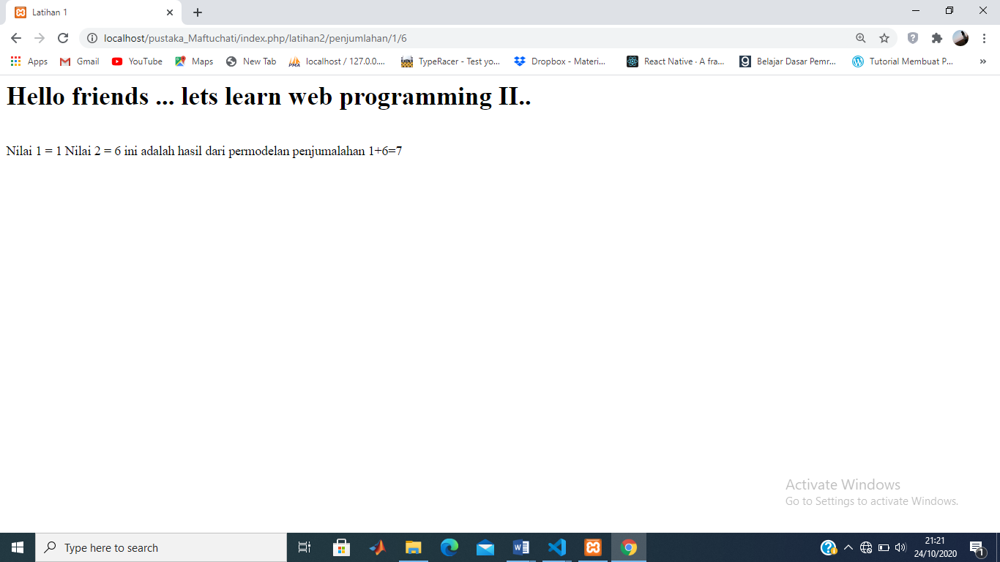 Latihan 1
localhost/pustaka_Maftuchati/index.php/latihan2/penjumlahan/1/6
Apps Gmail YouTube Maps New Tab localhost / 127.0.0.... TypeRacer - Test yo... Dropbox - Materi... React Native · A fra... Belajar Dasar Pemr... Tutorial Membuat P... »
Hello friends ... lets learn web programming II..
Nilai 1 = 1 Nilai 2 = 6 ini adalah hasil dari permodelan penjumalahan 1+6=7
Activate Windows
Go to Settings to activate Windows.
Type here to search
21:21
24/10/2020
1